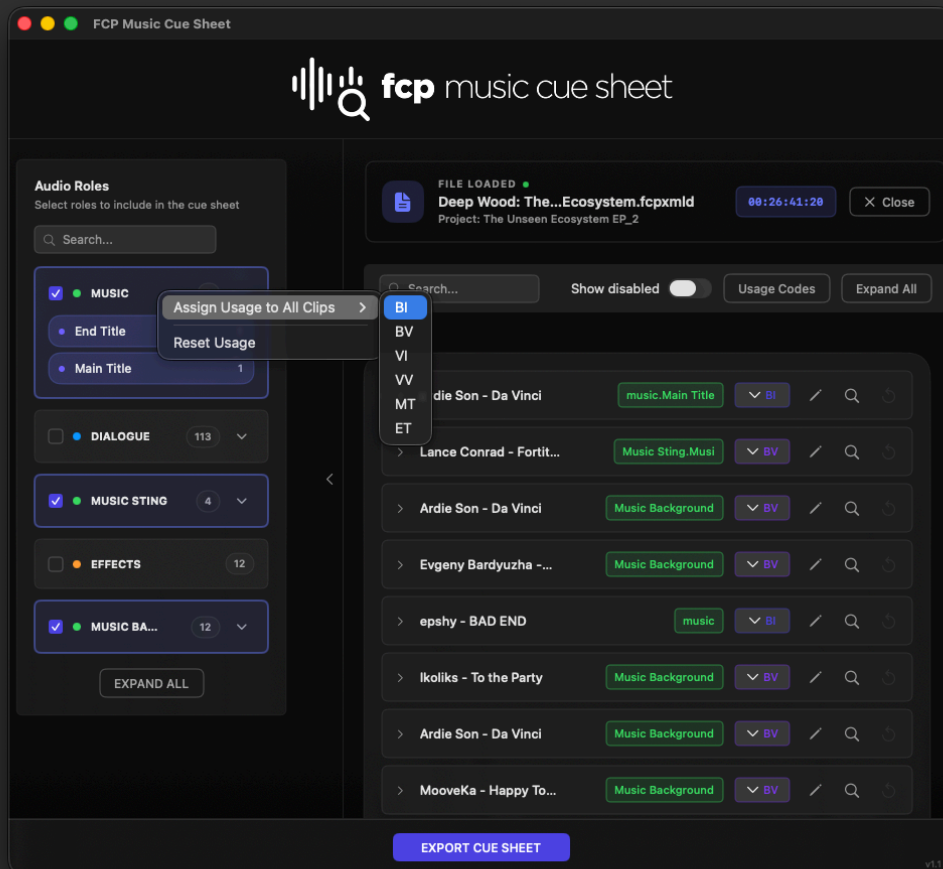 FCP Music Cue Sheet
fcp music cue sheet
Audio Roles
Select roles to include in the cue sheet
Search...
MUSIC
End Title
Main Title 1
DIALOGUE 113
MUSIC STING 4
EFFECTS 12
MUSIC BA... 12
EXPAND ALL
Assign Usage to All Clips
Reset Usage
BI
BV
VI
VV
MT
ET
FILE LOADED
Deep Wood: The...Ecosystem.fcpxmld
Project: The Unseen Ecosystem EP_2
00:26:41:20
Close
Search...
Show disabled
Usage Codes
Expand All
die Son - Da Vinci music.Main Title BI
Lance Conrad - Fortit... Music Sting.Musi BV
Ardie Son - Da Vinci Music Background BV
Evgeny Bardyuzha -... Music Background BV
epshy - BAD END music BI
Ikoliks - To the Party Music Background BV
Ardie Son - Da Vinci Music Background BV
MooveKa - Happy To... Music Background BV
EXPORT CUE SHEET
v1.1